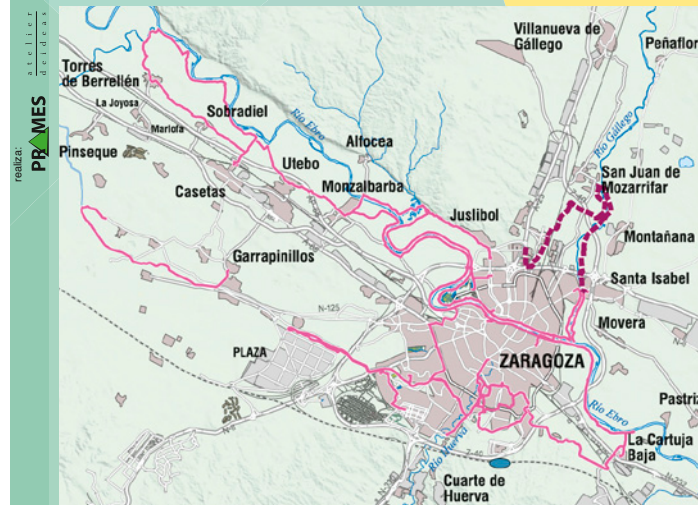 realiza:
PRAMES
atelier
deideas
Villanueva de
Gállego
Peñaflor
Torres
de Berrellén
La Joyosa
Marlofa
Sobradiel
Río Ebro
Alfocea
Río Gállego
Pinseque
Utebo
San Juan de
Mozarrifar
Casetas
Monzalbarba
Juslibol
Montañana
Garrapinillos
Santa Isabel
N-125
Movera
PLAZA
ZARAGOZA
Pastriz
Río Ebro
Río Huerva
La Cartuja
Baja
Z-40
N-232
Cuarte de
Huerva